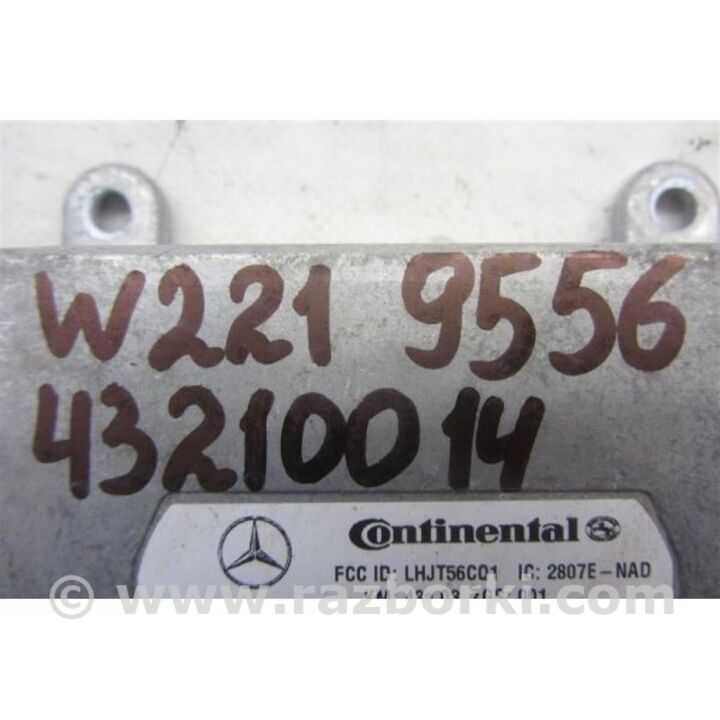 W221 9556
43210014
Continental
FCC ID: LHJT56C01 IC: 2807E-NAD
© www.razborki.com